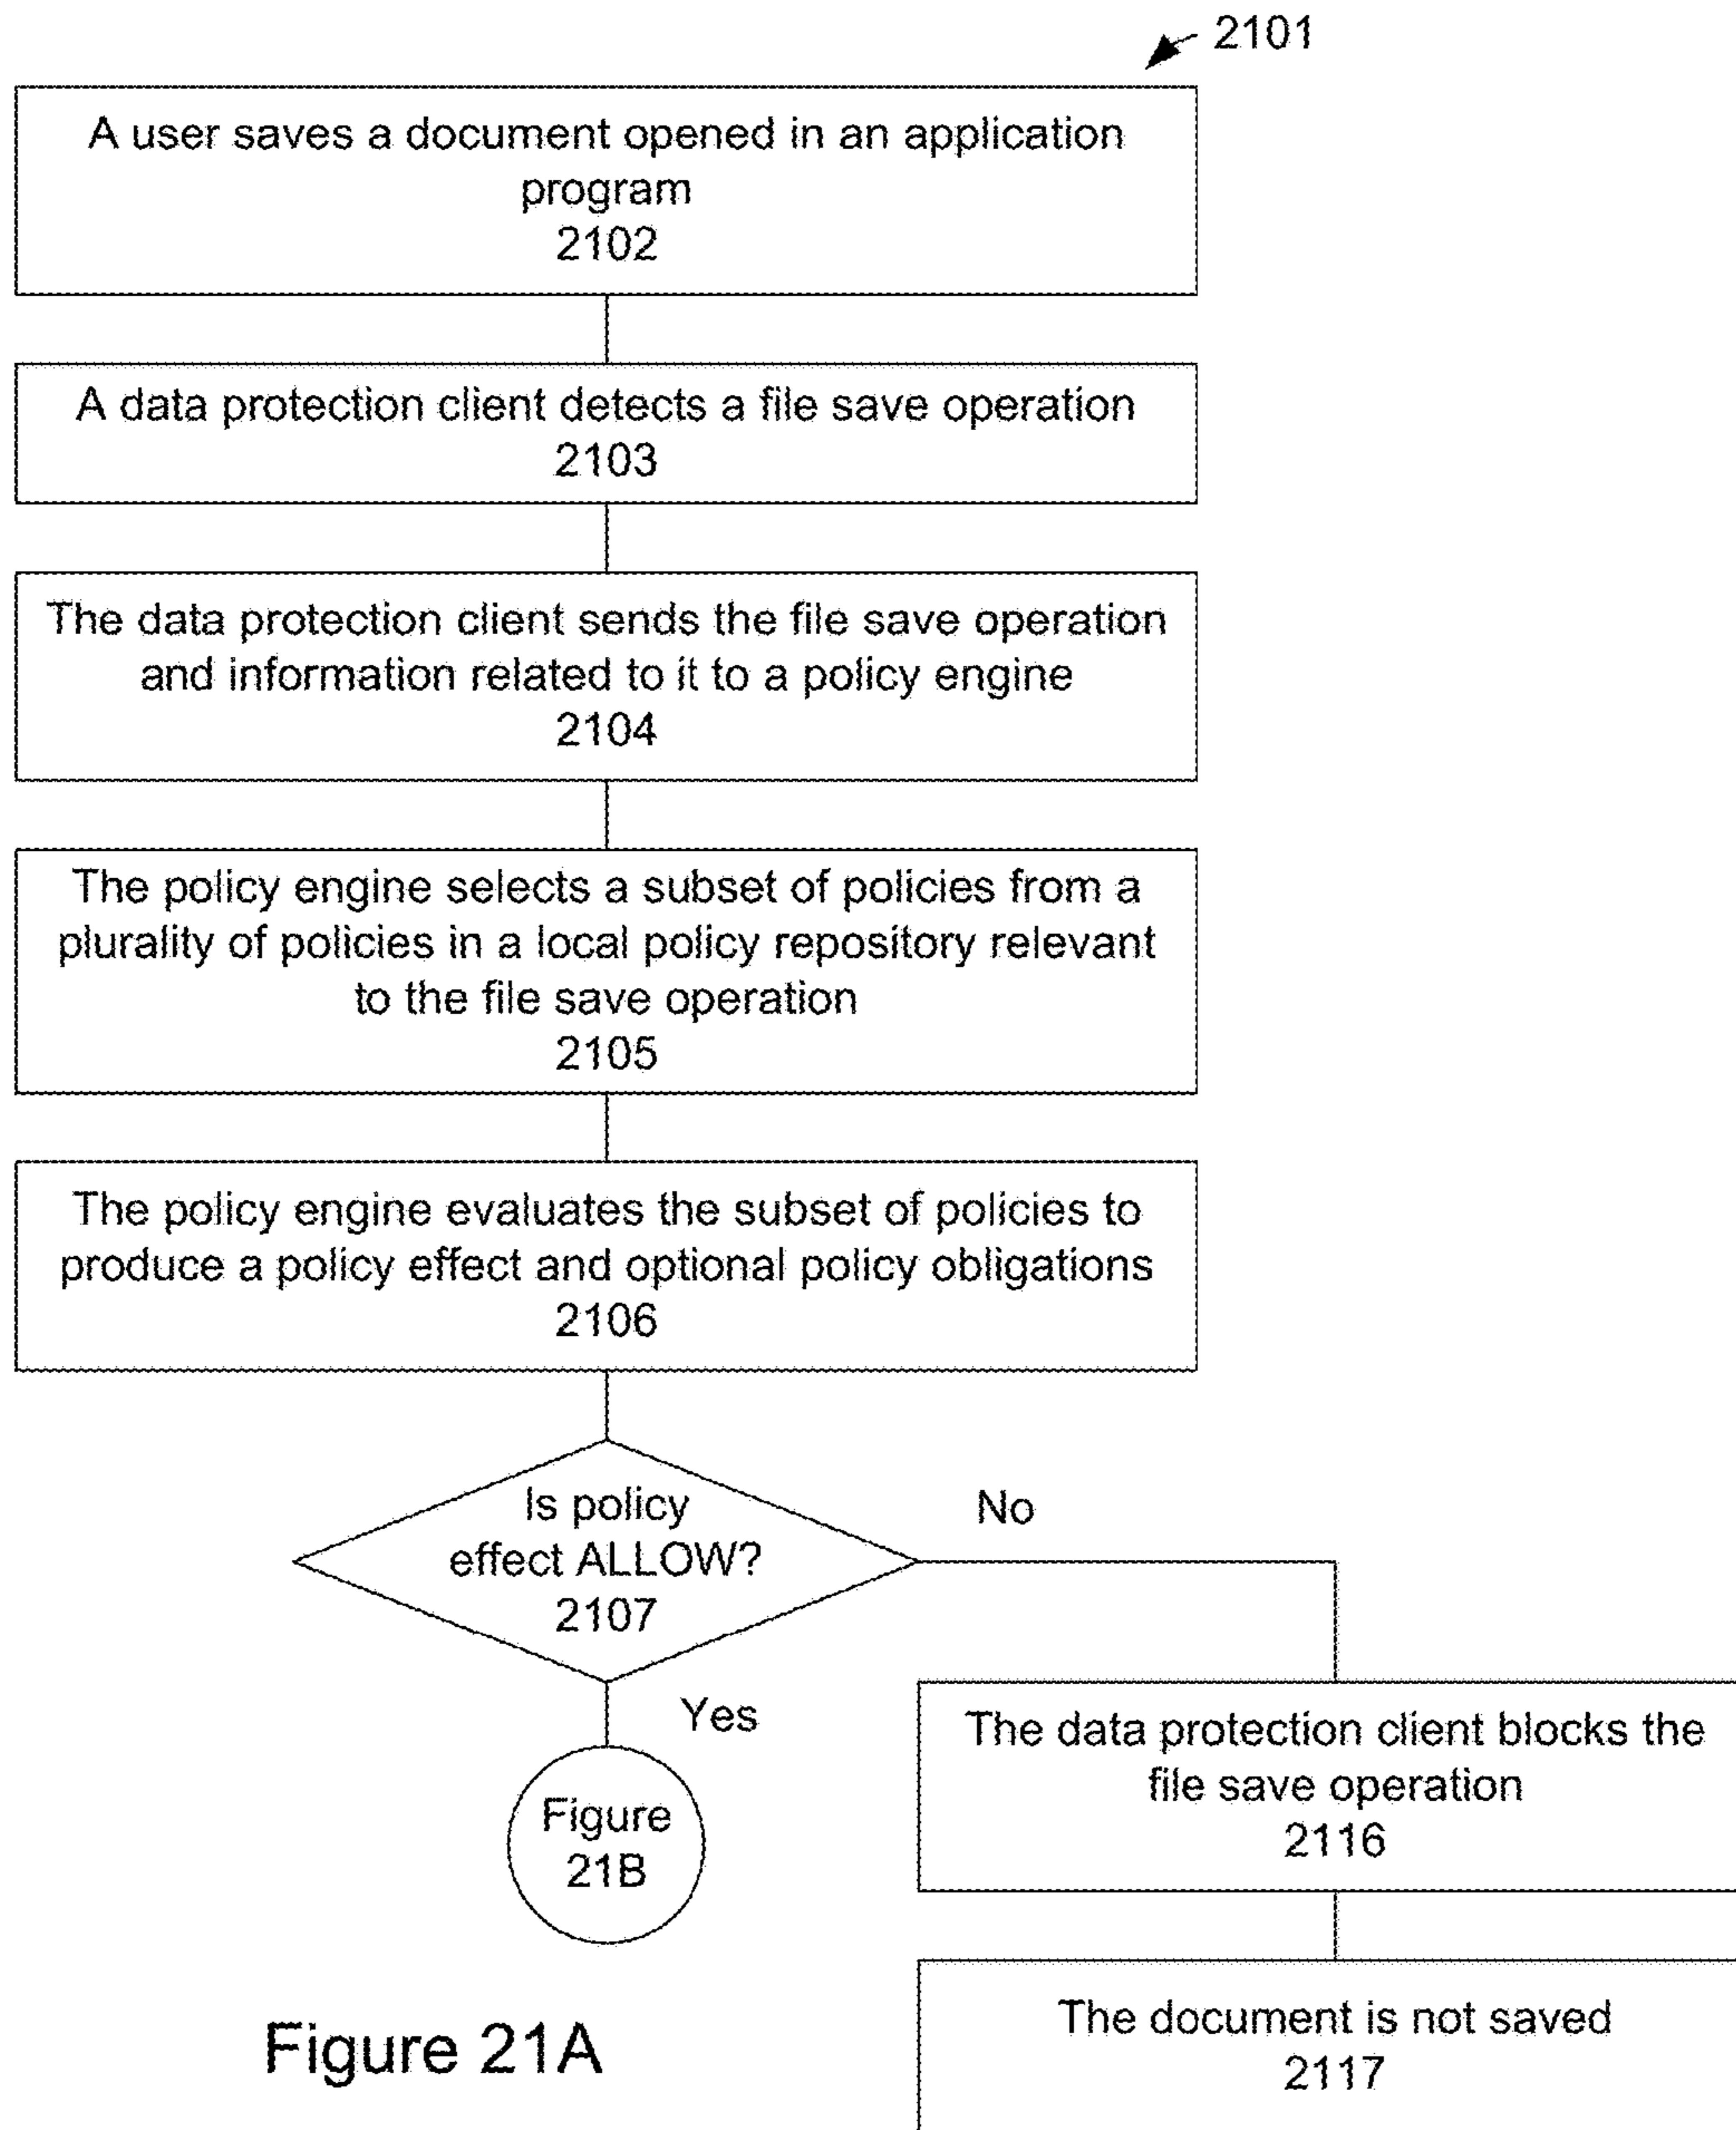 2101
A user saves a document opened in an application
program
2102
A data protection client detects a file save operation
2103
The data protection client sends the file save operation
and information related to it to a policy engine
2104
The policy engine selects a subset of policies from a
plurality of policies in a local policy repository relevant
to the file save operation
2105
The policy engine evaluates the subset of policies to
produce a policy effect and optional policy obligations
2106
Is policy
effect ALLOW?
2107
No
Yes
Figure
21B
The data protection client blocks the
file save operation
2116
The document is not saved
2117
Figure 21A